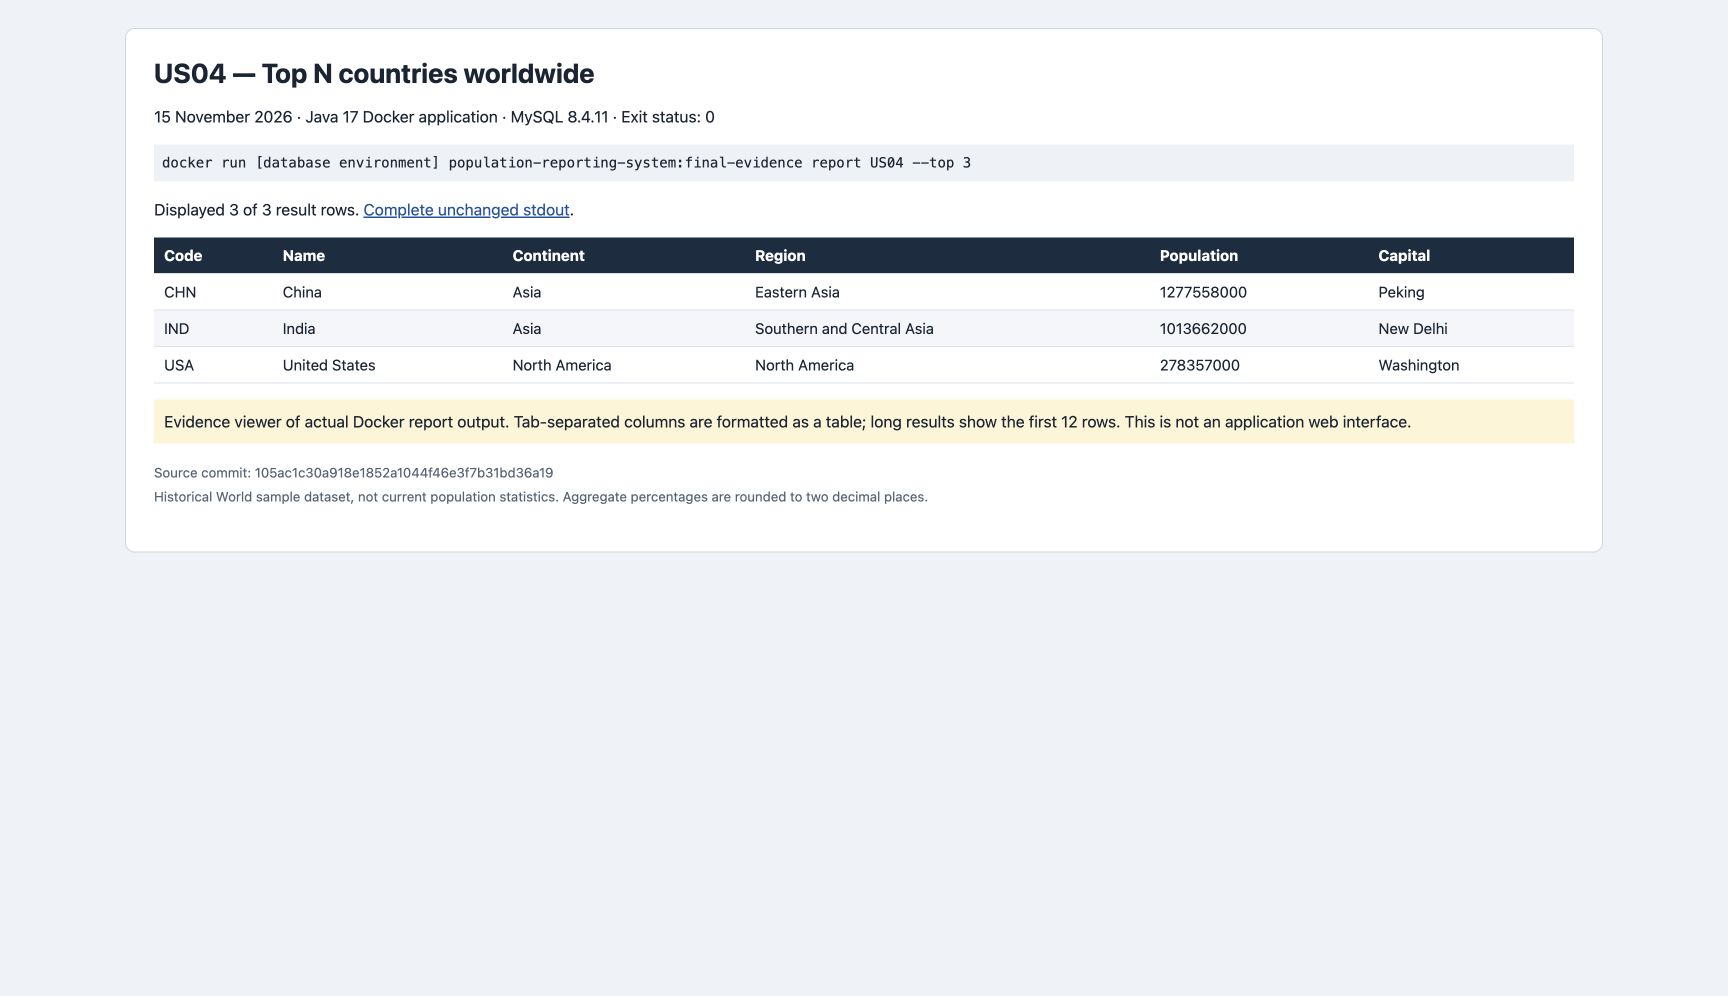 US04 — Top N countries worldwide
15 November 2026 · Java 17 Docker application · MySQL 8.4.11 · Exit status: 0
docker run [database environment] population-reporting-system:final-evidence report US04 --top 3
Displayed 3 of 3 result rows. Complete unchanged stdout.
Code Name Continent Region Population Capital
CHN China Asia Eastern Asia 1277558000 Peking
IND India Asia Southern and Central Asia 1013662000 New Delhi
USA United States North America North America 278357000 Washington
Evidence viewer of actual Docker report output. Tab-separated columns are formatted as a table; long results show the first 12 rows. This is not an application web interface.
Source commit: 105ac1c30a918e1852a1044f46e3f7b31bd36a19
Historical World sample dataset, not current population statistics. Aggregate percentages are rounded to two decimal places.